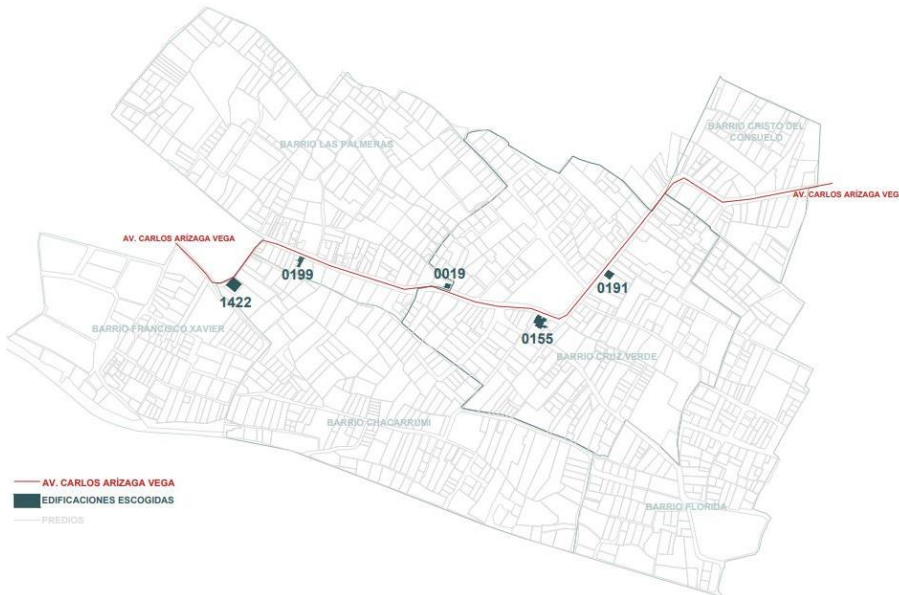 BARRIO CRISTO DEL
CONSUELO
BARRIO LAS PALMERAS
AV. CARLOS ARÍZAGA VEG
AV. CARLOS ARÍZAGA VEGA
0199
0019
0191
1422
BARRIO FRANCISCO XAVIER
0155
BARRIO CRUZ VERDE
BARRIO CHACARRUMI
AV. CARLOS ARÍZAGA VEGA
EDIFICACIONES ESCOGIDAS
PREDIOS
BARRIO FLORIDA